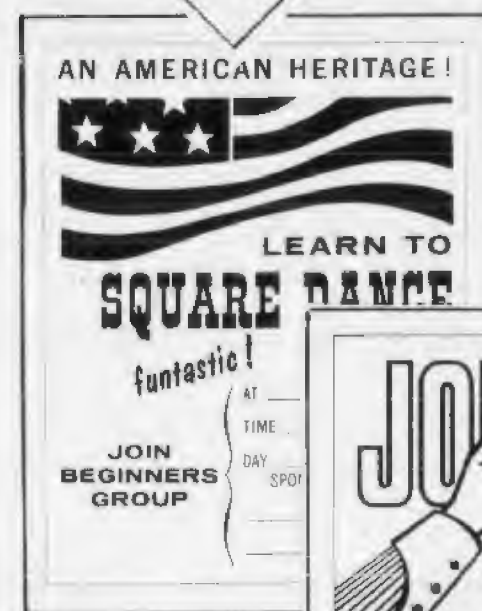 AN AMERICAN HERITAGE!
LEARN TO
SQUARE DANCE
funtastic!
AT
TIME
DAY
JOIN
BEGINNERS
GROUP